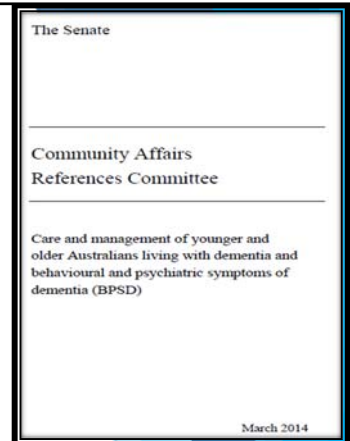 The Senate
Community Affairs
References Committee
Care and management of younger and
older Australians living with dementia and
behavioural and psychiatric symptoms of
dementia (BPSD)
March 2014